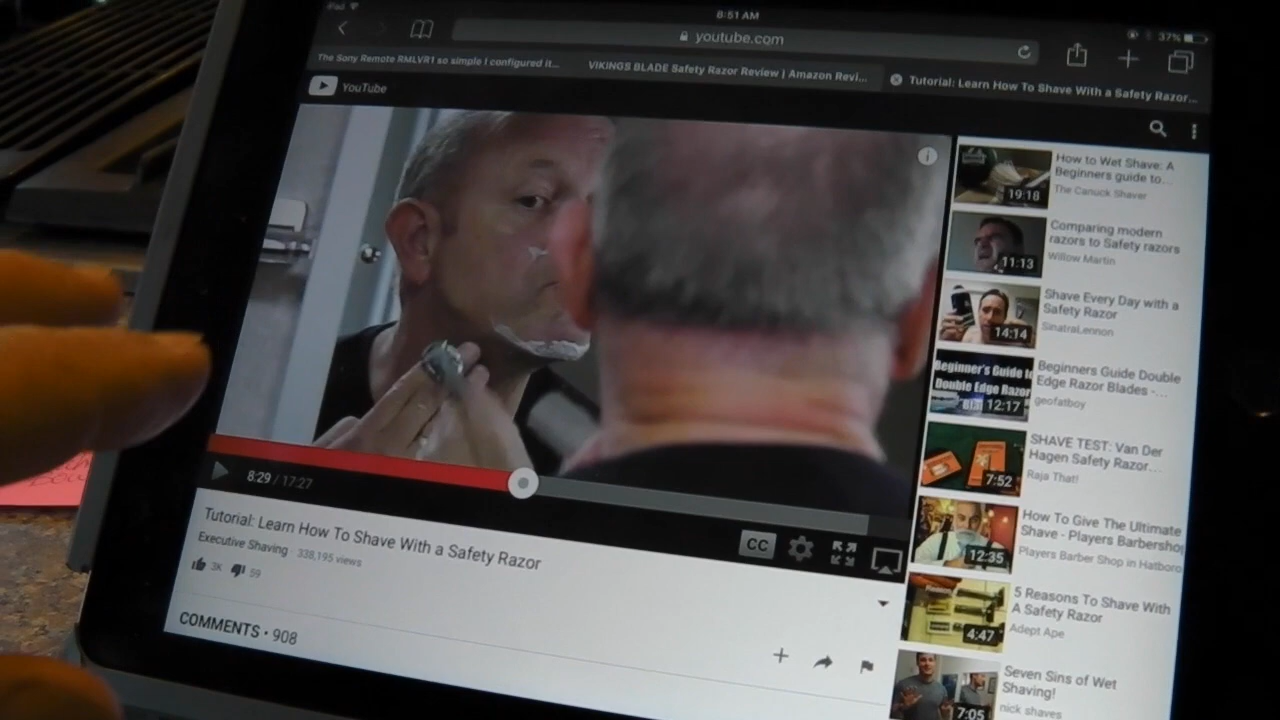 iPad
8:51 AM
37%
youtube.com
The Sony Remote RMLVR1 so simple I configured it...
VIKINGS BLADE Safety Razor Review | Amazon Revi...
Tutorial: Learn How To Shave With a Safety Razor...
YouTube
19:18
How to Wet Shave: A
Beginners guide to...
The Canuck Shaver
11:13
Comparing modern
razors to Safety razors
Willow Martin
14:14
Shave Every Day with a
Safety Razor
SinatraLennon
Beginner's Guide to
Double Edge Razor
12:17
Beginners Guide Double
Edge Razor Blades -...
geofatboy
7:52
SHAVE TEST: Van Der
Hagen Safety Razor...
Raja That!
12:35
How To Give The Ultimate
Shave - Players Barbershop
Players Barber Shop in Hatboro
4:47
5 Reasons To Shave With
A Safety Razor
Adept Ape
7:05
Seven Sins of Wet
Shaving!
nick shaves
8:29 / 17:27
CC
Tutorial: Learn How To Shave With a Safety Razor
Executive Shaving 338,195 views
3K 59
COMMENTS • 908